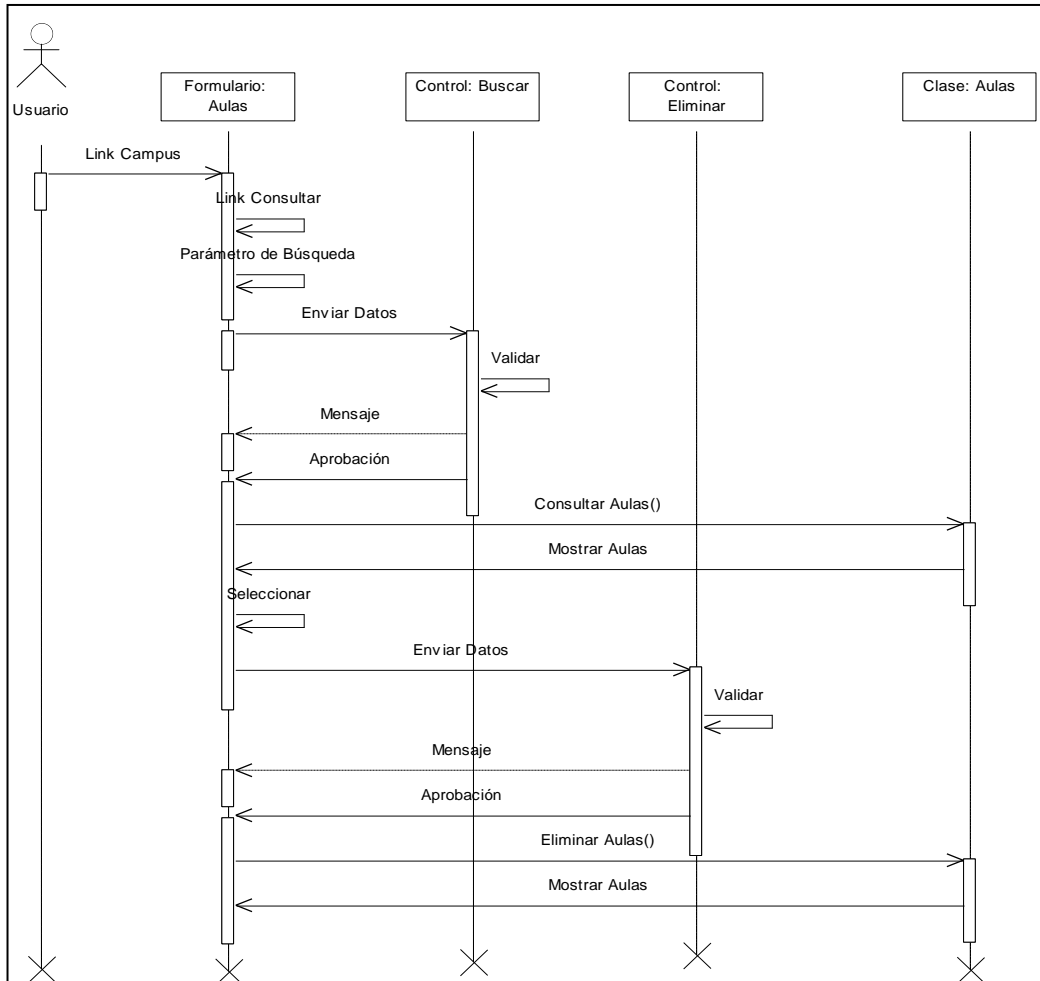 Usuario
Formulario:
Aulas
Control: Buscar
Control:
Eliminar
Clase: Aulas
Link Campus
Link Consultar
Parámetro de Búsqueda
Enviar Datos
Validar
Mensaje
Aprobación
Consultar Aulas()
Mostrar Aulas
Seleccionar
Enviar Datos
Validar
Mensaje
Aprobación
Eliminar Aulas()
Mostrar Aulas